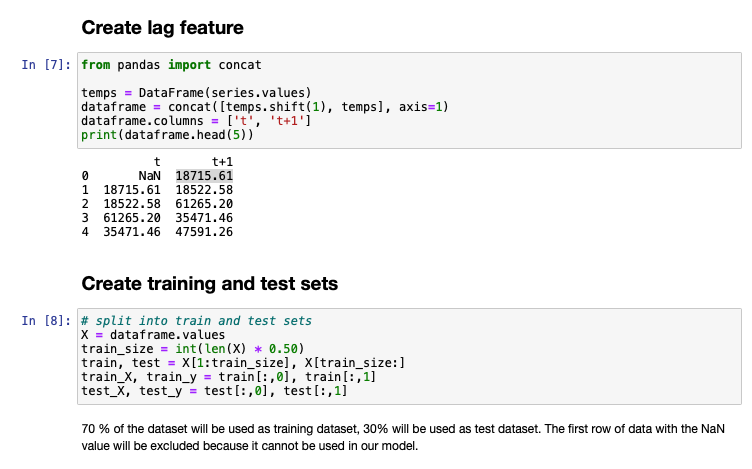 Create lag feature
In [7]: from pandas import concat
temps = DataFrame(series.values)
dataframe = concat([temps.shift(1), temps], axis=1)
dataframe.columns = ['t', 't+1']
print(dataframe.head(5))
t t+1
0 NaN 18715.61
1 18715.61 18522.58
2 18522.58 61265.20
3 61265.20 35471.46
4 35471.46 47591.26
Create training and test sets
In [8]: # split into train and test sets
X = dataframe.values
train_size = int(len(X) * 0.50)
train, test = X[1:train_size], X[train_size:]
train_X, train_y = train[:,0], train[:,1]
test_X, test_y = test[:,0], test[:,1]
70 % of the dataset will be used as training dataset, 30% will be used as test dataset. The first row of data with the NaN
value will be excluded because it cannot be used in our model.